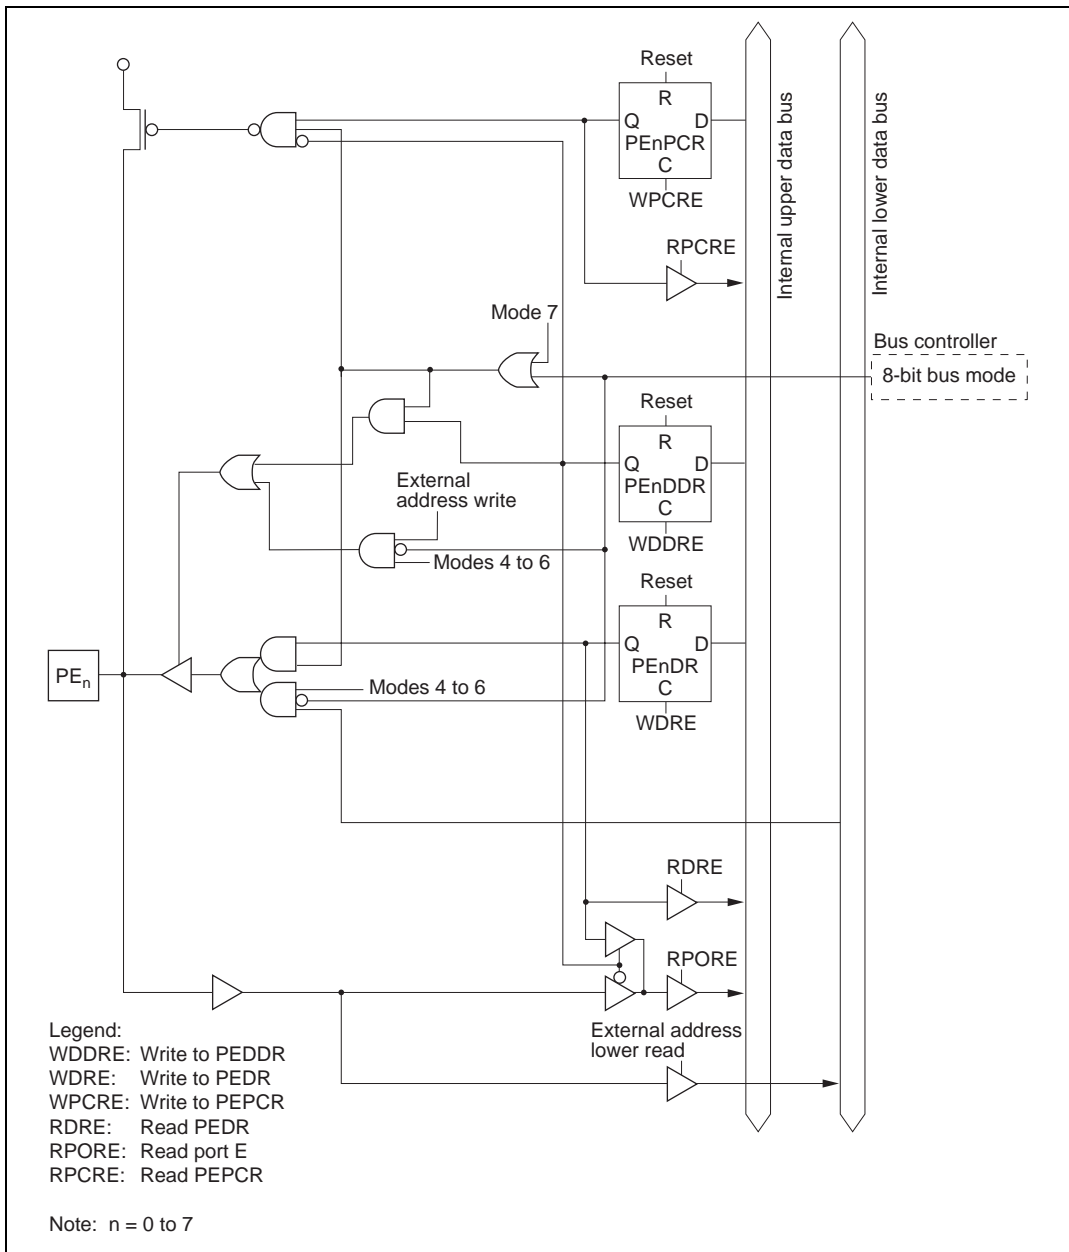 Reset
R
Q D
PEnPCR
C
WPCRE
RPCRE
Internal upper data bus
Internal lower data bus
Mode 7
Bus controller
8-bit bus mode
Reset
R
Q D
PEnDDR
C
WDDRE
External
address write
Modes 4 to 6
Reset
R
Q D
PEnDR
C
WDRE
PEn
Modes 4 to 6
RDRE
RPORE
External address
lower read
Legend:
WDDRE: Write to PEDDR
WDRE: Write to PEDR
WPCRE: Write to PEPCR
RDRE: Read PEDR
RPORE: Read port E
RPCRE: Read PEPCR
Note: n = 0 to 7